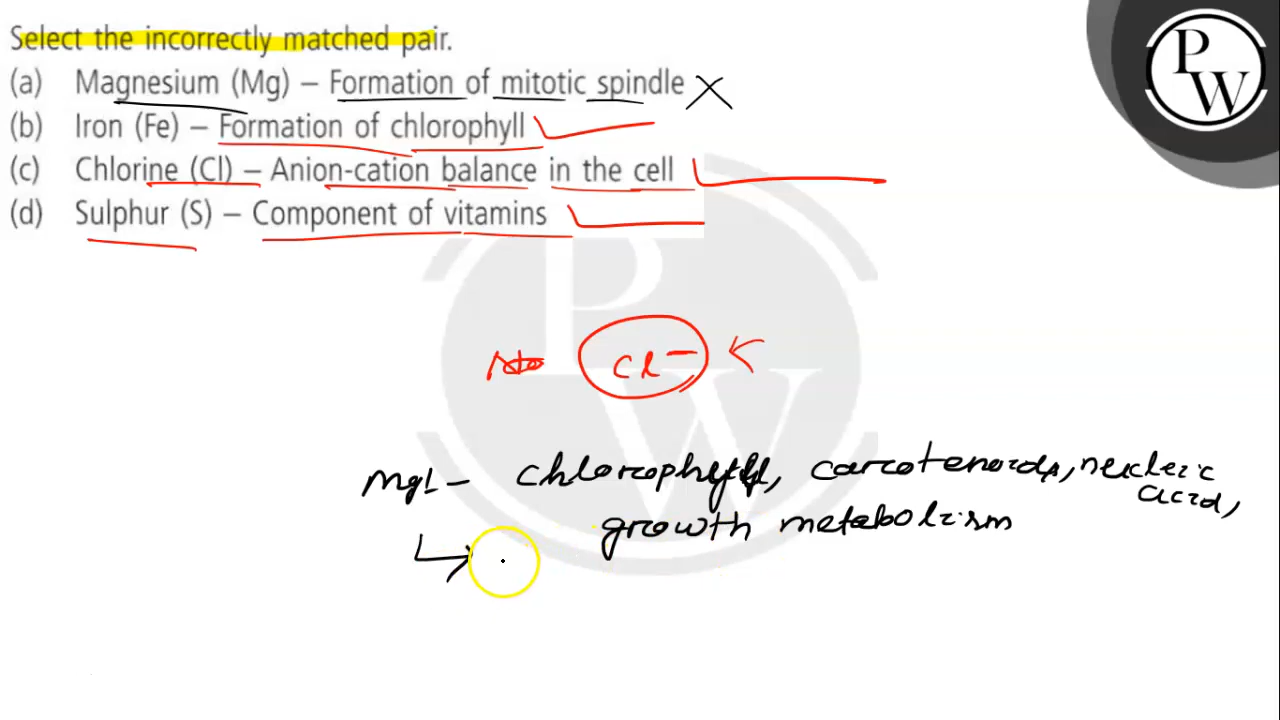 Select the incorrectly matched pair.
(a) Magnesium (Mg) – Formation of mitotic spindle
(b) Iron (Fe) – Formation of chlorophyll
(c) Chlorine (Cl) – Anion-cation balance in the cell
(d) Sulphur (S) – Component of vitamins
P
W
P
W
Cl⁻ K
chlorophyll, carotenoids, nucleic
acid,
growth metabolism